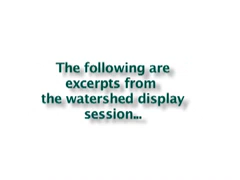 The following are
excerpts from
the watershed display
session...